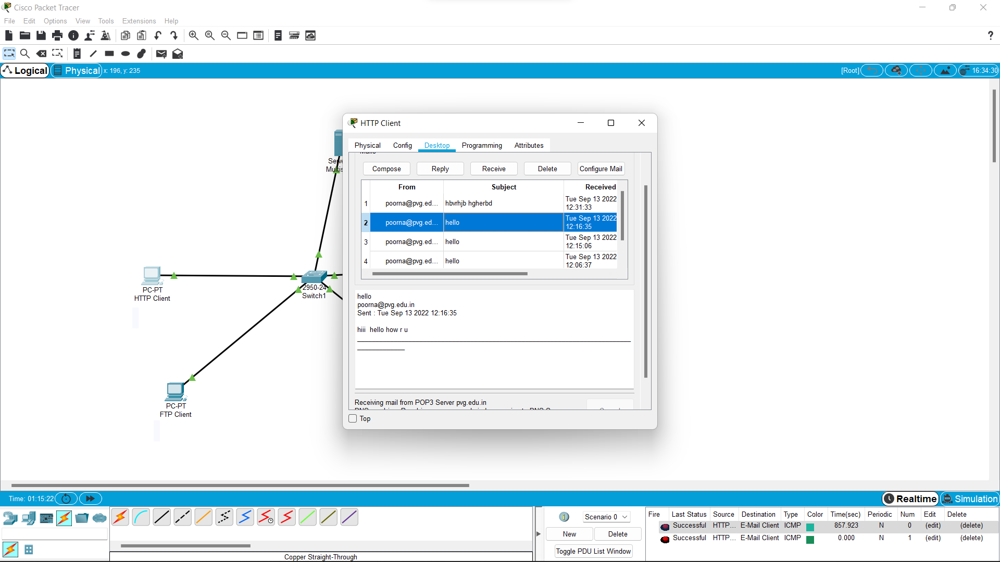 Cisco Packet Tracer
File Edit Options View Tools Extensions Help
?
Logical Physical x: 196, y: 235 [Root] 16:34:30
HTTP Client
Physical Config Desktop Programming Attributes
Mails
Compose Reply Receive Delete Configure Mail
From Subject Received
1 poorna@pvg.ed... hbvrhjb hgherbd Tue Sep 13 2022 12:31:33
2 poorna@pvg.ed... hello Tue Sep 13 2022 12:16:35
3 poorna@pvg.ed... hello Tue Sep 13 2022 12:15:06
4 poorna@pvg.ed... hello Tue Sep 13 2022 12:06:37
hello
poorna@pvg.edu.in
Sent : Tue Sep 13 2022 12:16:35
hiii hello how r u
Receiving mail from POP3 Server pvg.edu.in
Top
Serve
Multis
PC-PT
HTTP Client
2950-24
Switch1
PC-PT
FTP Client
Time: 01:15:22 Realtime Simulation
Scenario 0
New Delete
Toggle PDU List Window
Fire Last Status Source Destination Type Color Time(sec) Periodic Num Edit Delete
Successful HTTP... E-Mail Client ICMP 857.923 N 0 (edit) (delete)
Successful HTTP... E-Mail Client ICMP 0.000 N 1 (edit) (delete)
Copper Straight-Through